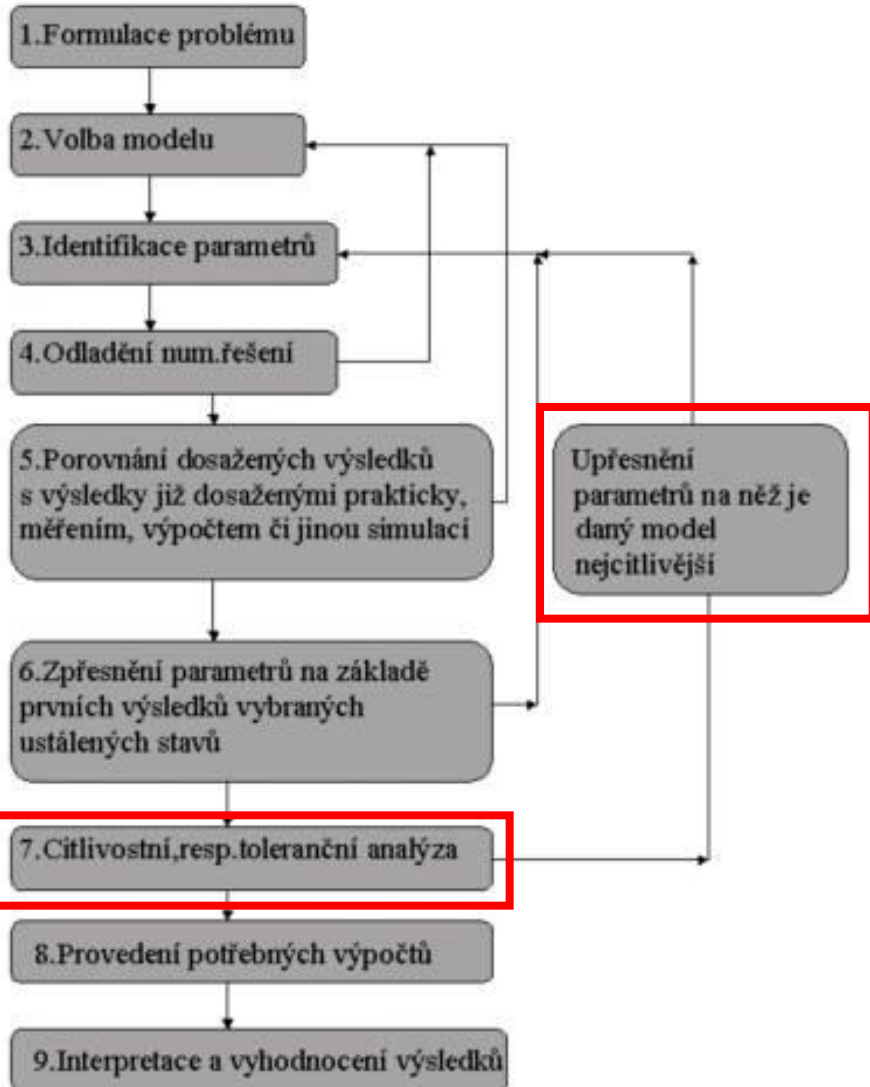 1.Formulace problému
2.Volba modelu
3.Identifikace parametrů
4.Odladění num.řešení
5.Porovnání dosažených výsledků
s výsledky již dosaženými prakticky,
měřením, výpočtem či jinou simulací
Upřesnění
parametrů na něž je
daný model
nejcitlivější
6.Zpřesnění parametrů na základě
prvních výsledků vybraných
ustálených stavů
7.Citlivostní,resp.toleranční analýza
8.Provedení potřebných výpočtů
9.Interpretace a vyhodnocení výsledků